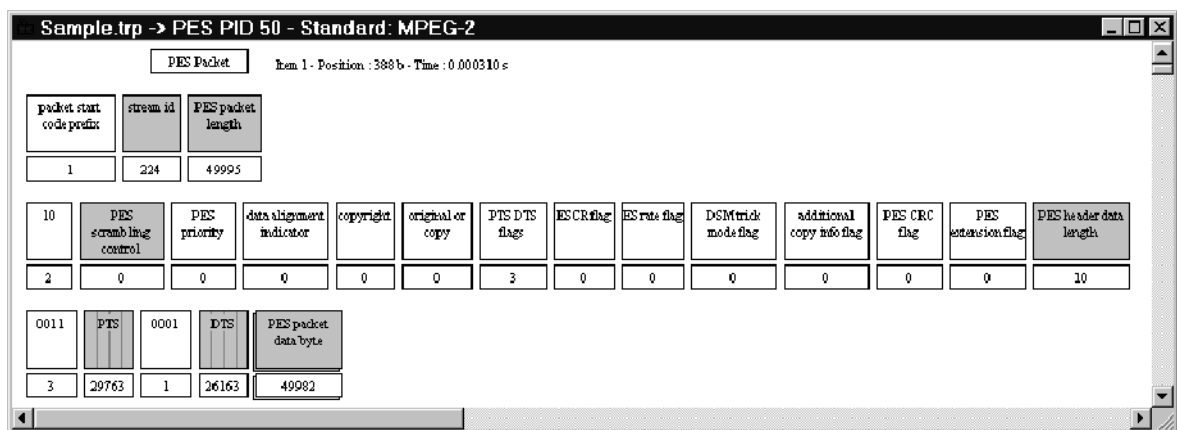 Sample.trp -> PES PID 50 - Standard: MPEG-2
PES Packet
Item 1 - Position : 388 b - Time : 0.000310 s
packet start code prefix
stream id
PES packet length
1
224
49995
10
PES scrambling control
PES priority
data alignment indicator
copyright
original or copy
PTS DTS flags
ESCR flag
ES rate flag
DSM trick mode flag
additional copy info flag
PES CRC flag
PES extension flag
PES header data length
2
0
0
0
0
0
3
0
0
0
0
0
0
10
0011
PTS
0001
DTS
PES packet data byte
3
29763
1
26163
49982